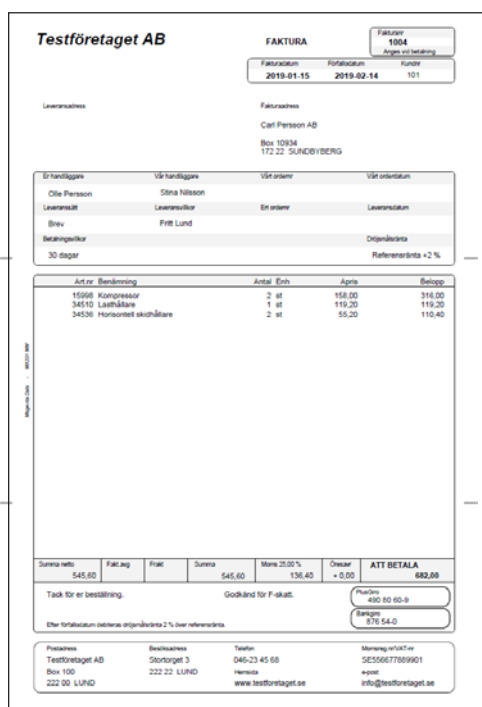 Testföretaget AB
FAKTURA
Fakturanr
1004
Anges vid betalning
Fakturadatum Förfallodatum Kundnr
2019-01-15 2019-02-14 101
Leveransadress Fakturaadress
Carl Persson AB
Box 10934
172 22 SUNDBYBERG
Er handläggare Vår handläggare Vårt ordernr Vårt orderdatum
Olle Persson Stina Nilsson
Leveranssätt Leveransvillkor Ert ordernr Leveransdatum
Brev Fritt Lund
Betalningsvillkor Dröjsmålsränta
30 dagar Referensränta +2 %
Art.nr Benämning Antal Enh Apris Belopp
15998 Kompressor 2 st 158,00 316,00
34510 Lasthållare 1 st 119,20 119,20
34536 Horisontell skidhållare 2 st 55,20 110,40
Summa netto Fakt.avg Frakt Summa Moms 25,00 % Öresavr ATT BETALA
545,60 545,60 136,40 + 0,00 682,00
Tack för er beställning. Godkänd för F-skatt.
PlusGiro
490 80 60-9
Bankgiro
876 54-0
Efter förfallodatum debiteras dröjsmålsränta 2 % över referensränta.
Postadress Besöksadress Telefon Momsreg.nr/VAT-nr
Testföretaget AB Stortorget 3 046-23 45 68 SE556677889901
Box 100 222 22 LUND Hemsida e-post
222 00 LUND www.testforetaget.se info@testforetaget.se